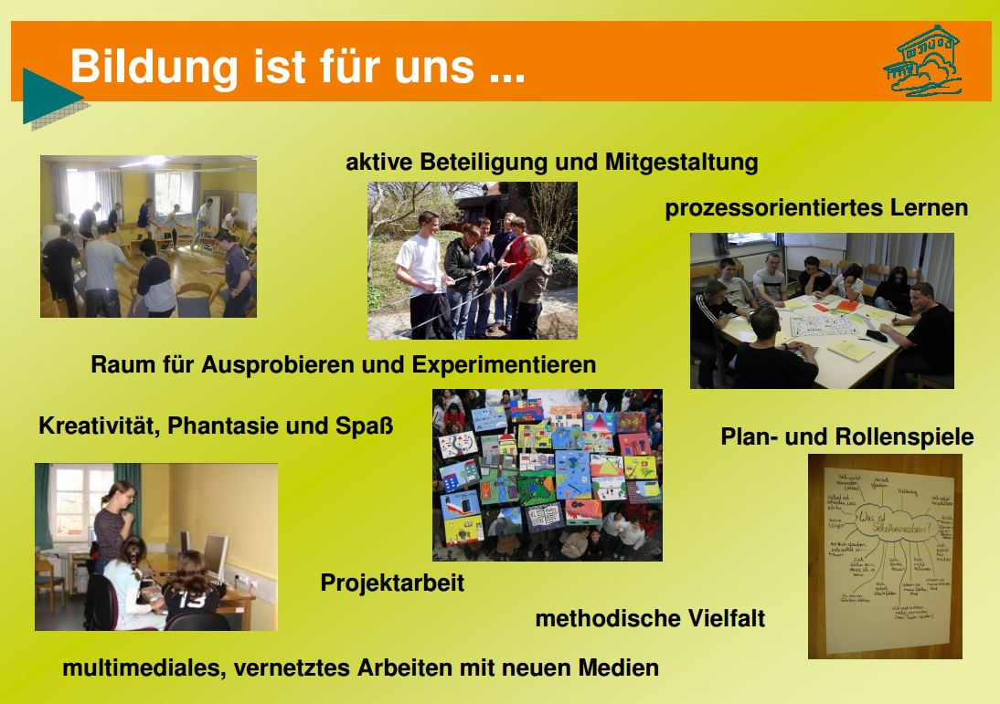 Bildung ist für uns ...
aktive Beteiligung und Mitgestaltung
prozessorientiertes Lernen
Raum für Ausprobieren und Experimentieren
Kreativität, Phantasie und Spaß
Plan- und Rollenspiele
Was ist
Selbstbewusstsein?
13
Projektarbeit
methodische Vielfalt
multimediales, vernetztes Arbeiten mit neuen Medien